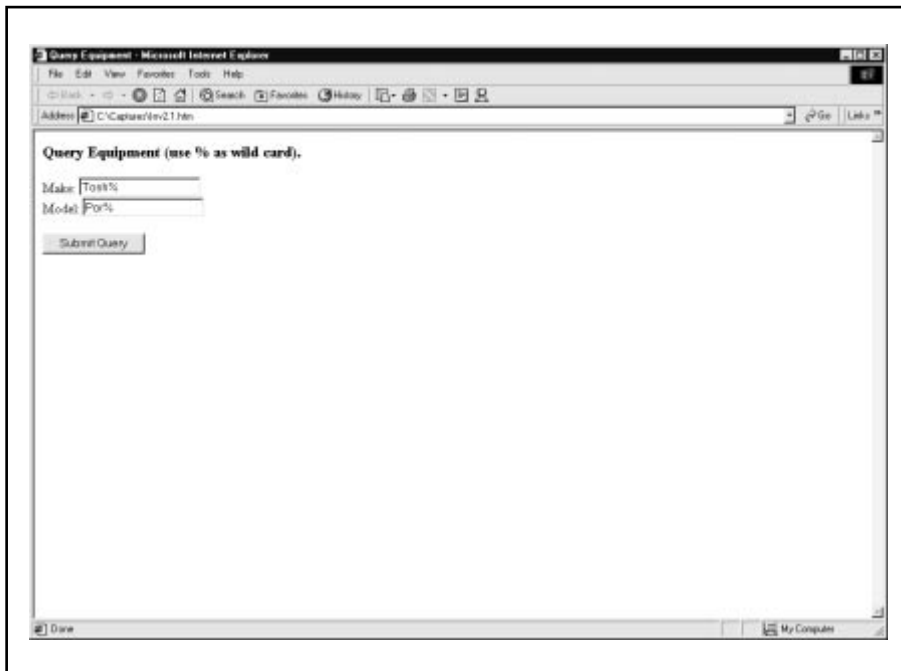 Query Equipment - Microsoft Internet Explorer
File Edit View Favorites Tools Help
Back Search Favorites History
Address C:\Captures\Inv2.1.htm Go Links »
Query Equipment (use % as wild card).
Make: Tosh%
Model: Por%
Submit Query
Done My Computer